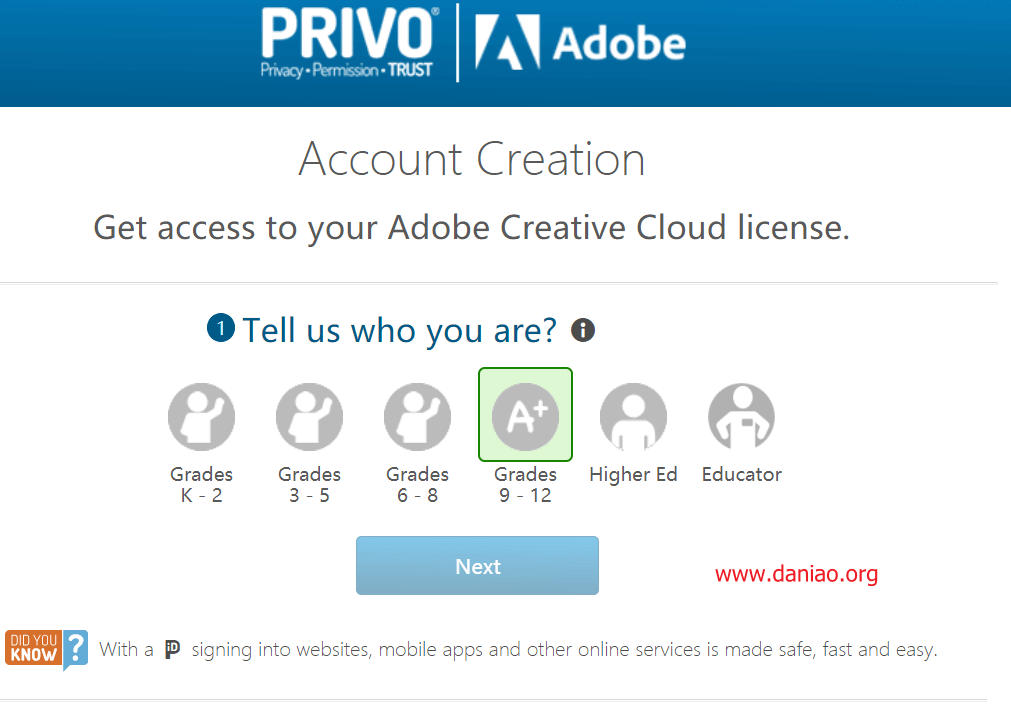 PRIVO®
Privacy • Permission • TRUST
Adobe
Account Creation
Get access to your Adobe Creative Cloud license.
1 Tell us who you are? i
A+
Grades K - 2
Grades 3 - 5
Grades 6 - 8
Grades 9 - 12
Higher Ed
Educator
Next
www.daniao.org
DID YOU KNOW ?
With a iD signing into websites, mobile apps and other online services is made safe, fast and easy.